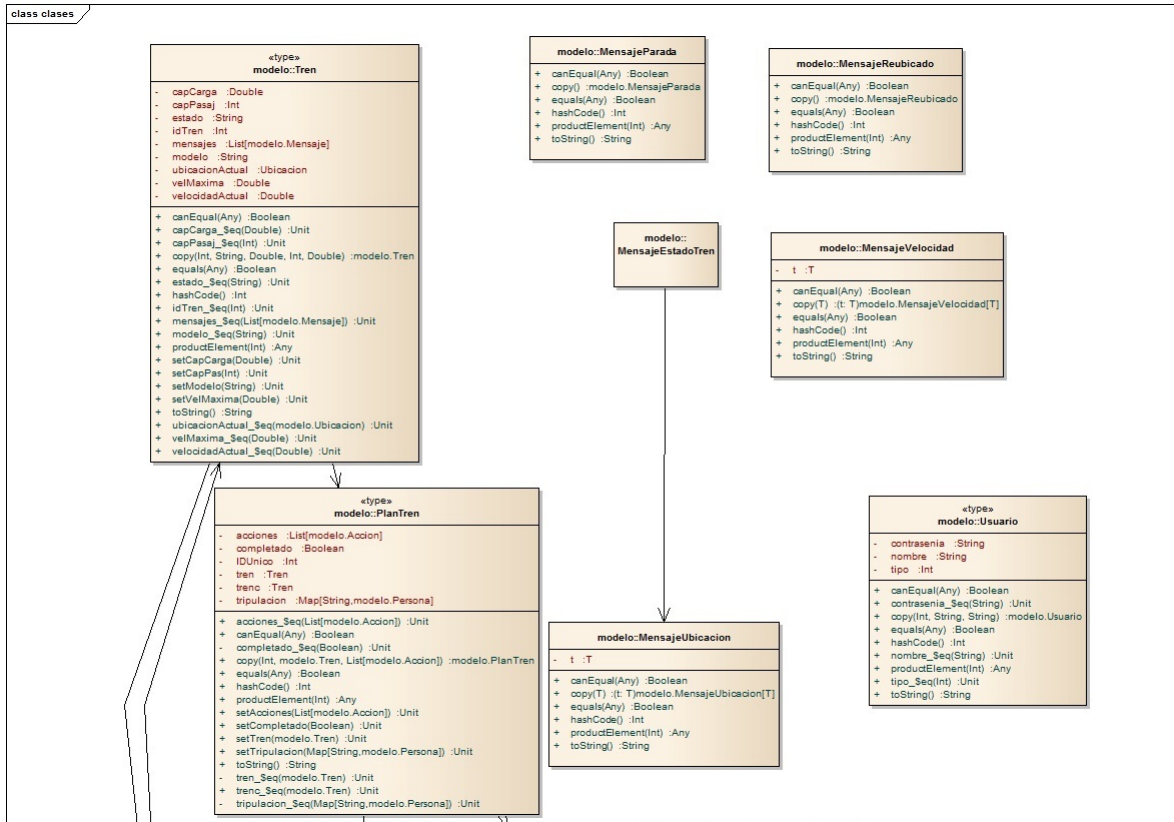 class clases
«type»
modelo::Tren
- capCarga :Double
- capPasaj :Int
- estado :String
- idTren :Int
- mensajes :List[modelo.Mensaje]
- modelo :String
- ubicacionActual :Ubicacion
- velMaxima :Double
- velocidadActual :Double
+ canEqual(Any) :Boolean
+ capCarga_$eq(Double) :Unit
+ capPasaj_$eq(Int) :Unit
+ copy(Int, String, Double, Int, Double) :modelo.Tren
+ equals(Any) :Boolean
+ estado_$eq(String) :Unit
+ hashCode() :Int
+ idTren_$eq(Int) :Unit
+ mensajes_$eq(List[modelo.Mensaje]) :Unit
+ modelo_$eq(String) :Unit
+ productElement(Int) :Any
+ setCapCarga(Double) :Unit
+ setCapPas(Int) :Unit
+ setModelo(String) :Unit
+ setVelMaxima(Double) :Unit
+ toString() :String
+ ubicacionActual_$eq(modelo.Ubicacion) :Unit
+ velMaxima_$eq(Double) :Unit
+ velocidadActual_$eq(Double) :Unit
modelo::MensajeParada
+ canEqual(Any) :Boolean
+ copy() :modelo.MensajeParada
+ equals(Any) :Boolean
+ hashCode() :Int
+ productElement(Int) :Any
+ toString() :String
modelo::MensajeReubicado
+ canEqual(Any) :Boolean
+ copy() :modelo.MensajeReubicado
+ equals(Any) :Boolean
+ hashCode() :Int
+ productElement(Int) :Any
+ toString() :String
modelo::
MensajeEstadoTren
modelo::MensajeVelocidad
- t :T
+ canEqual(Any) :Boolean
+ copy(T) :(t: T)modelo.MensajeVelocidad[T]
+ equals(Any) :Boolean
+ hashCode() :Int
+ productElement(Int) :Any
+ toString() :String
«type»
modelo::PlanTren
- acciones :List[modelo.Accion]
- completado :Boolean
- IDUnico :Int
- tren :Tren
- trenc :Tren
- tripulacion :Map[String,modelo.Persona]
+ acciones_$eq(List[modelo.Accion]) :Unit
+ canEqual(Any) :Boolean
- completado_$eq(Boolean) :Unit
+ copy(Int, modelo.Tren, List[modelo.Accion]) :modelo.PlanTren
+ equals(Any) :Boolean
+ hashCode() :Int
+ productElement(Int) :Any
+ setAcciones(List[modelo.Accion]) :Unit
+ setCompletado(Boolean) :Unit
+ setTren(modelo.Tren) :Unit
+ setTripulacion(Map[String,modelo.Persona]) :Unit
+ toString() :String
- tren_$eq(modelo.Tren) :Unit
+ trenc_$eq(modelo.Tren) :Unit
- tripulacion_$eq(Map[String,modelo.Persona]) :Unit
modelo::MensajeUbicacion
- t :T
+ canEqual(Any) :Boolean
+ copy(T) :(t: T)modelo.MensajeUbicacion[T]
+ equals(Any) :Boolean
+ hashCode() :Int
+ productElement(Int) :Any
+ toString() :String
«type»
modelo::Usuario
- contrasenia :String
- nombre :String
- tipo :Int
+ canEqual(Any) :Boolean
+ contrasenia_$eq(String) :Unit
+ copy(Int, String, String) :modelo.Usuario
+ equals(Any) :Boolean
+ hashCode() :Int
+ nombre_$eq(String) :Unit
+ productElement(Int) :Any
+ tipo_$eq(Int) :Unit
+ toString() :String